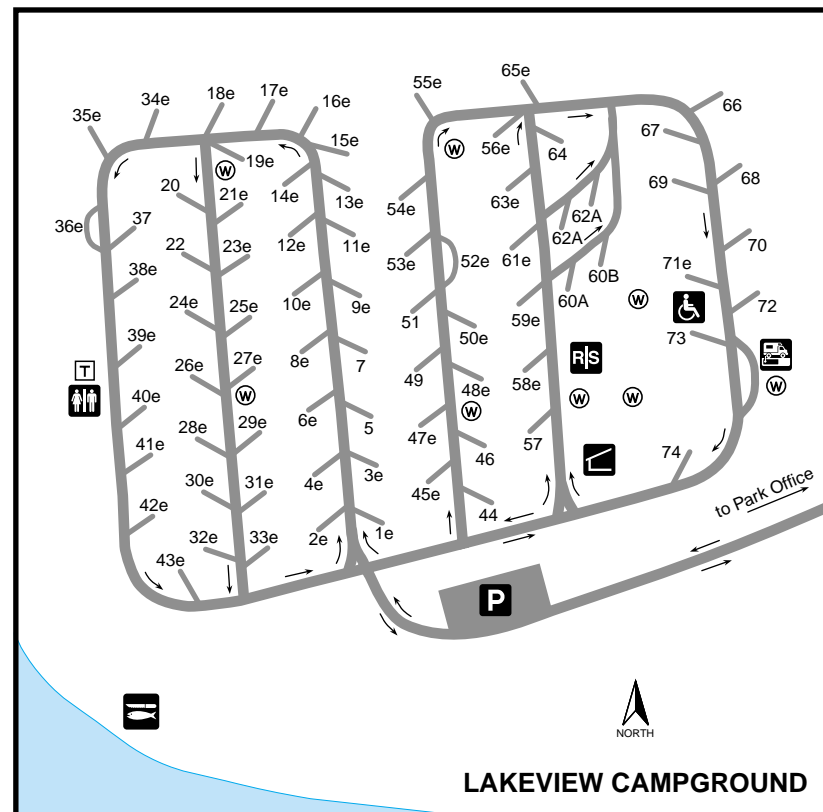 65e
55e
66
18e
17e
16e
34e
35e
67
15e
56e
64
19e
W
W
20
21e
14e
13e
63e
69
68
54e
62A
37
36e
12e
11e
62A
22
23e
53e
52e
61e
70
60B
71e
38e
10e
60A
W
24e
25e
9e
51
59e
72
50e
73
39e
8e
7
R|S
T
26e
27e
49
48e
58e
W
40e
W
6e
5
W
W
W
28e
29e
47e
46
57
41e
74
30e
31e
4e
3e
45e
44
to Park Office
42e
32e
33e
2e
1e
43e
P
NORTH
LAKEVIEW CAMPGROUND